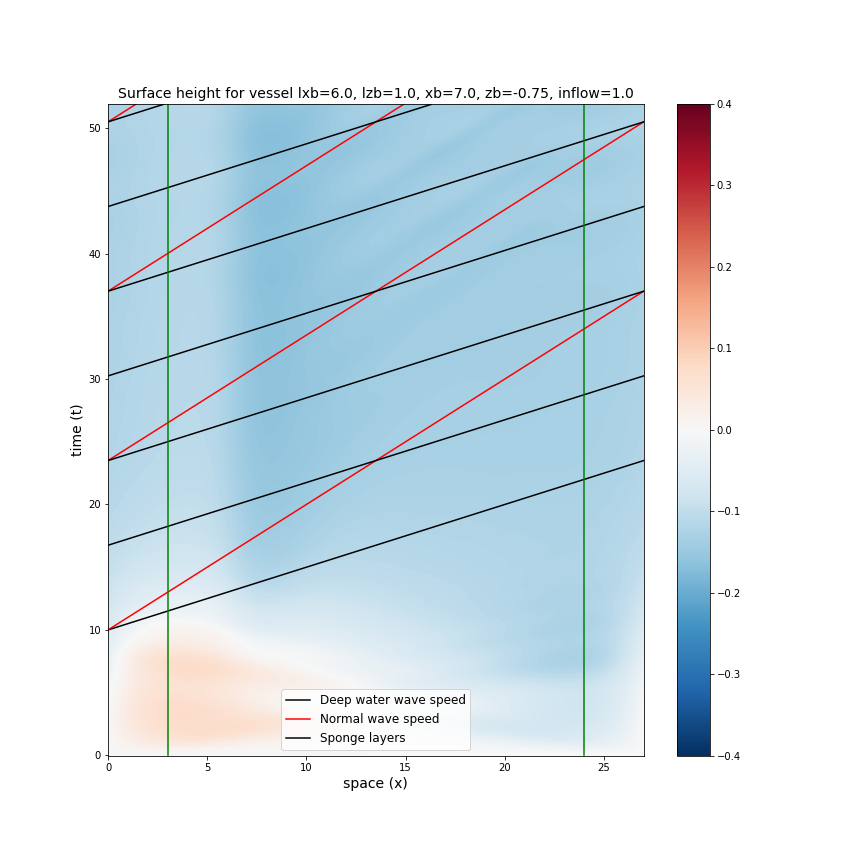 Surface height for vessel lxb=6.0, lzb=1.0, xb=7.0, zb=-0.75, inflow=1.0
50
40
30
20
10
0
time (t)
0 5 10 15 20 25
space (x)
Deep water wave speed
Normal wave speed
Sponge layers
0.4
0.3
0.2
0.1
0.0
−0.1
−0.2
−0.3
−0.4